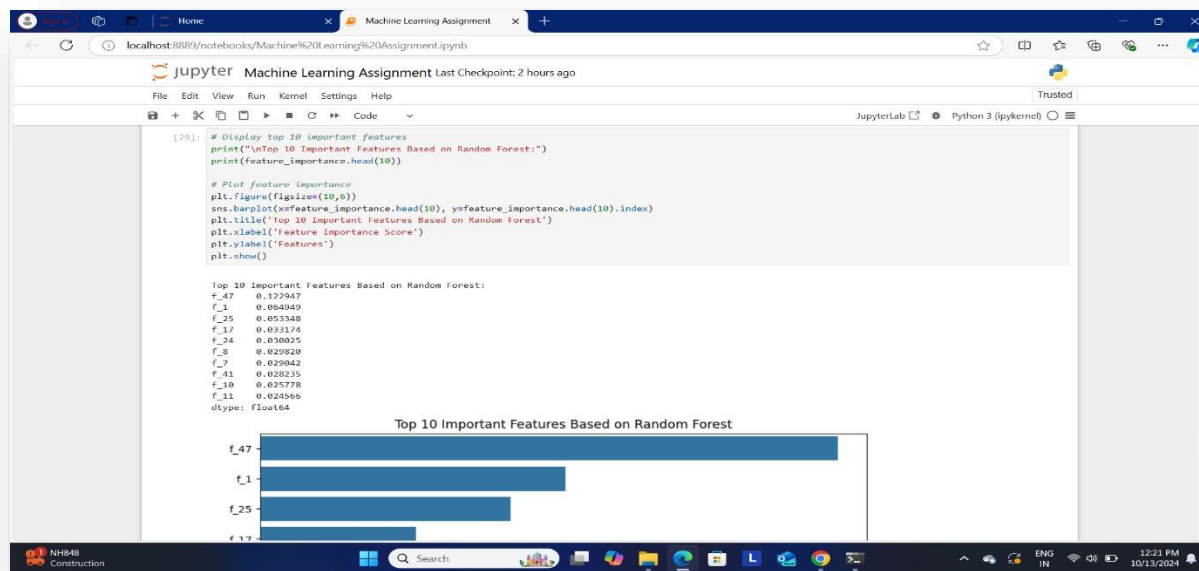 Sign in
Home
Machine Learning Assignment
localhost:8889/notebooks/Machine%20Learning%20Assignment.ipynb
jupyter Machine Learning Assignment Last Checkpoint: 2 hours ago
File Edit View Run Kernel Settings Help
Trusted
Code
JupyterLab
Python 3 (ipykernel)
[29]: # Display top 10 important features
print("\nTop 10 Important Features Based on Random Forest:")
print(feature_importance.head(10))
# Plot feature importance
plt.figure(figsize=(10,6))
sns.barplot(x=feature_importance.head(10), y=feature_importance.head(10).index)
plt.title('Top 10 Important Features Based on Random Forest')
plt.xlabel('Feature Importance Score')
plt.ylabel('Features')
plt.show()
Top 10 Important Features Based on Random Forest:
f_47 0.122947
f_1 0.064949
f_25 0.053348
f_17 0.033174
f_24 0.030025
f_8 0.029820
f_7 0.029042
f_41 0.028235
f_10 0.025778
f_11 0.024566
dtype: float64
Top 10 Important Features Based on Random Forest
f_47
f_1
f_25
f_17
NH848
Construction
Search
L
ENG
IN
12:21 PM
10/13/2024